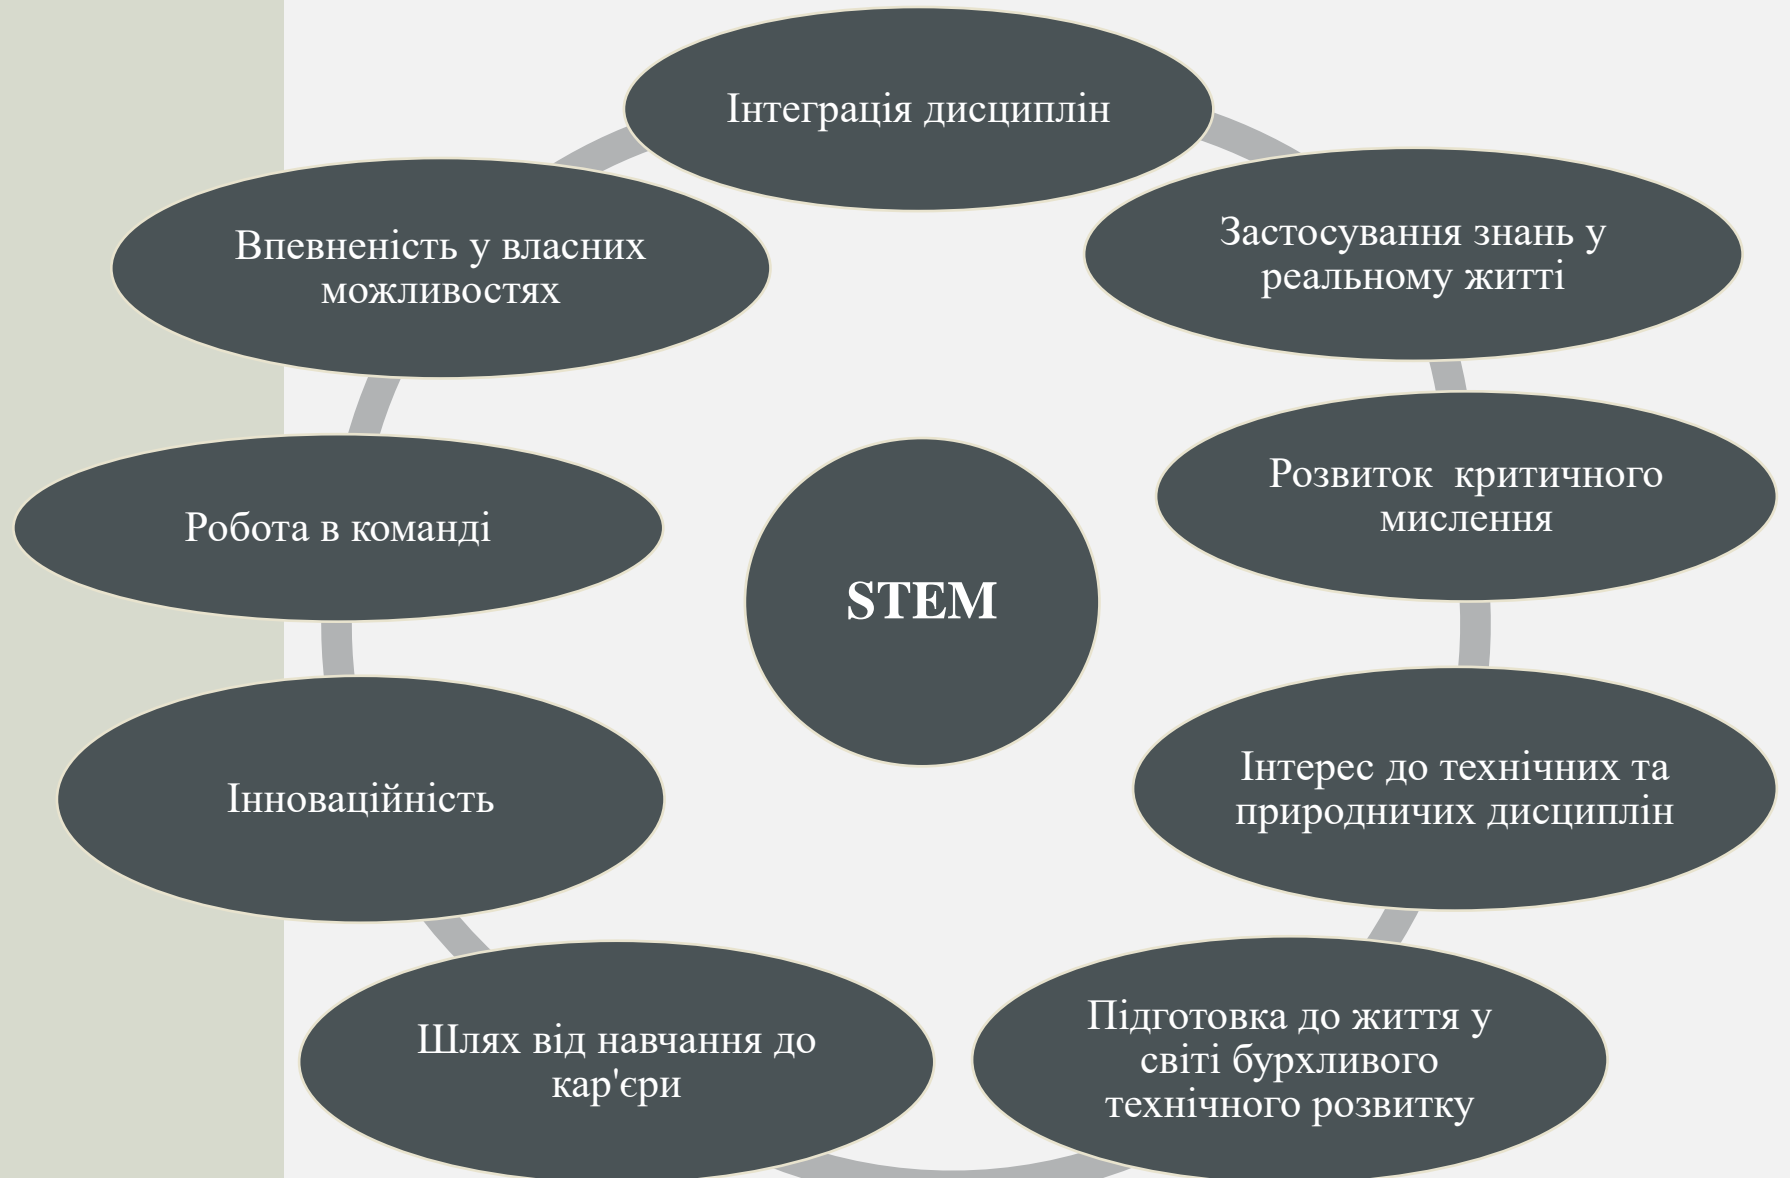 Інтеграція дисциплін
Застосування знань у
реальному житті
Розвиток  критичного
мислення
Інтерес до технічних та
природничих дисциплін
Підготовка до життя у
світі бурхливого
технічного розвитку
Шлях від навчання до
кар'єри
Інноваційність
Робота в команді
Впевненість у власних
можливостях
STEM